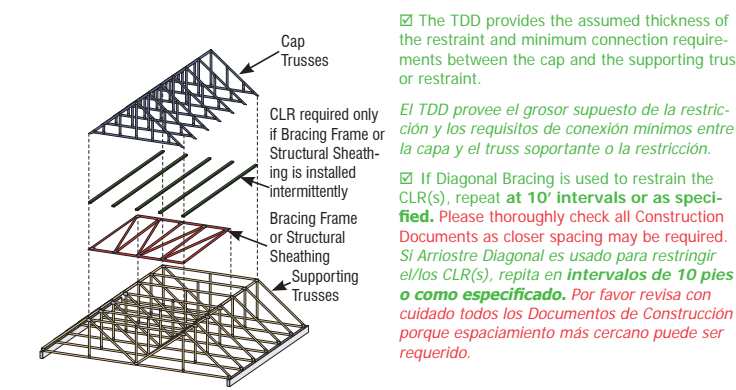 Cap
Trusses
CLR required only
if Bracing Frame or
Structural Sheath-
ing is installed
intermittently
Bracing Frame
or Structural
Sheathing
Supporting
Trusses
☑ The TDD provides the assumed thickness of
the restraint and minimum connection require-
ments between the cap and the supporting trus
or restraint.
El TDD provee el grosor supuesto de la restric-
ción y los requisitos de conexión mínimos entre
la capa y el truss soportante o la restricción.
☑ If Diagonal Bracing is used to restrain the
CLR(s), repeat at 10' intervals or as speci-
fied. Please thoroughly check all Construction
Documents as closer spacing may be required.
Si Arriostre Diagonal es usado para restringir
el/los CLR(s), repita en intervalos de 10 pies
o como especificado. Por favor revisa con
cuidado todos los Documentos de Construcción
porque espaciamiento más cercano puede ser
requerido.